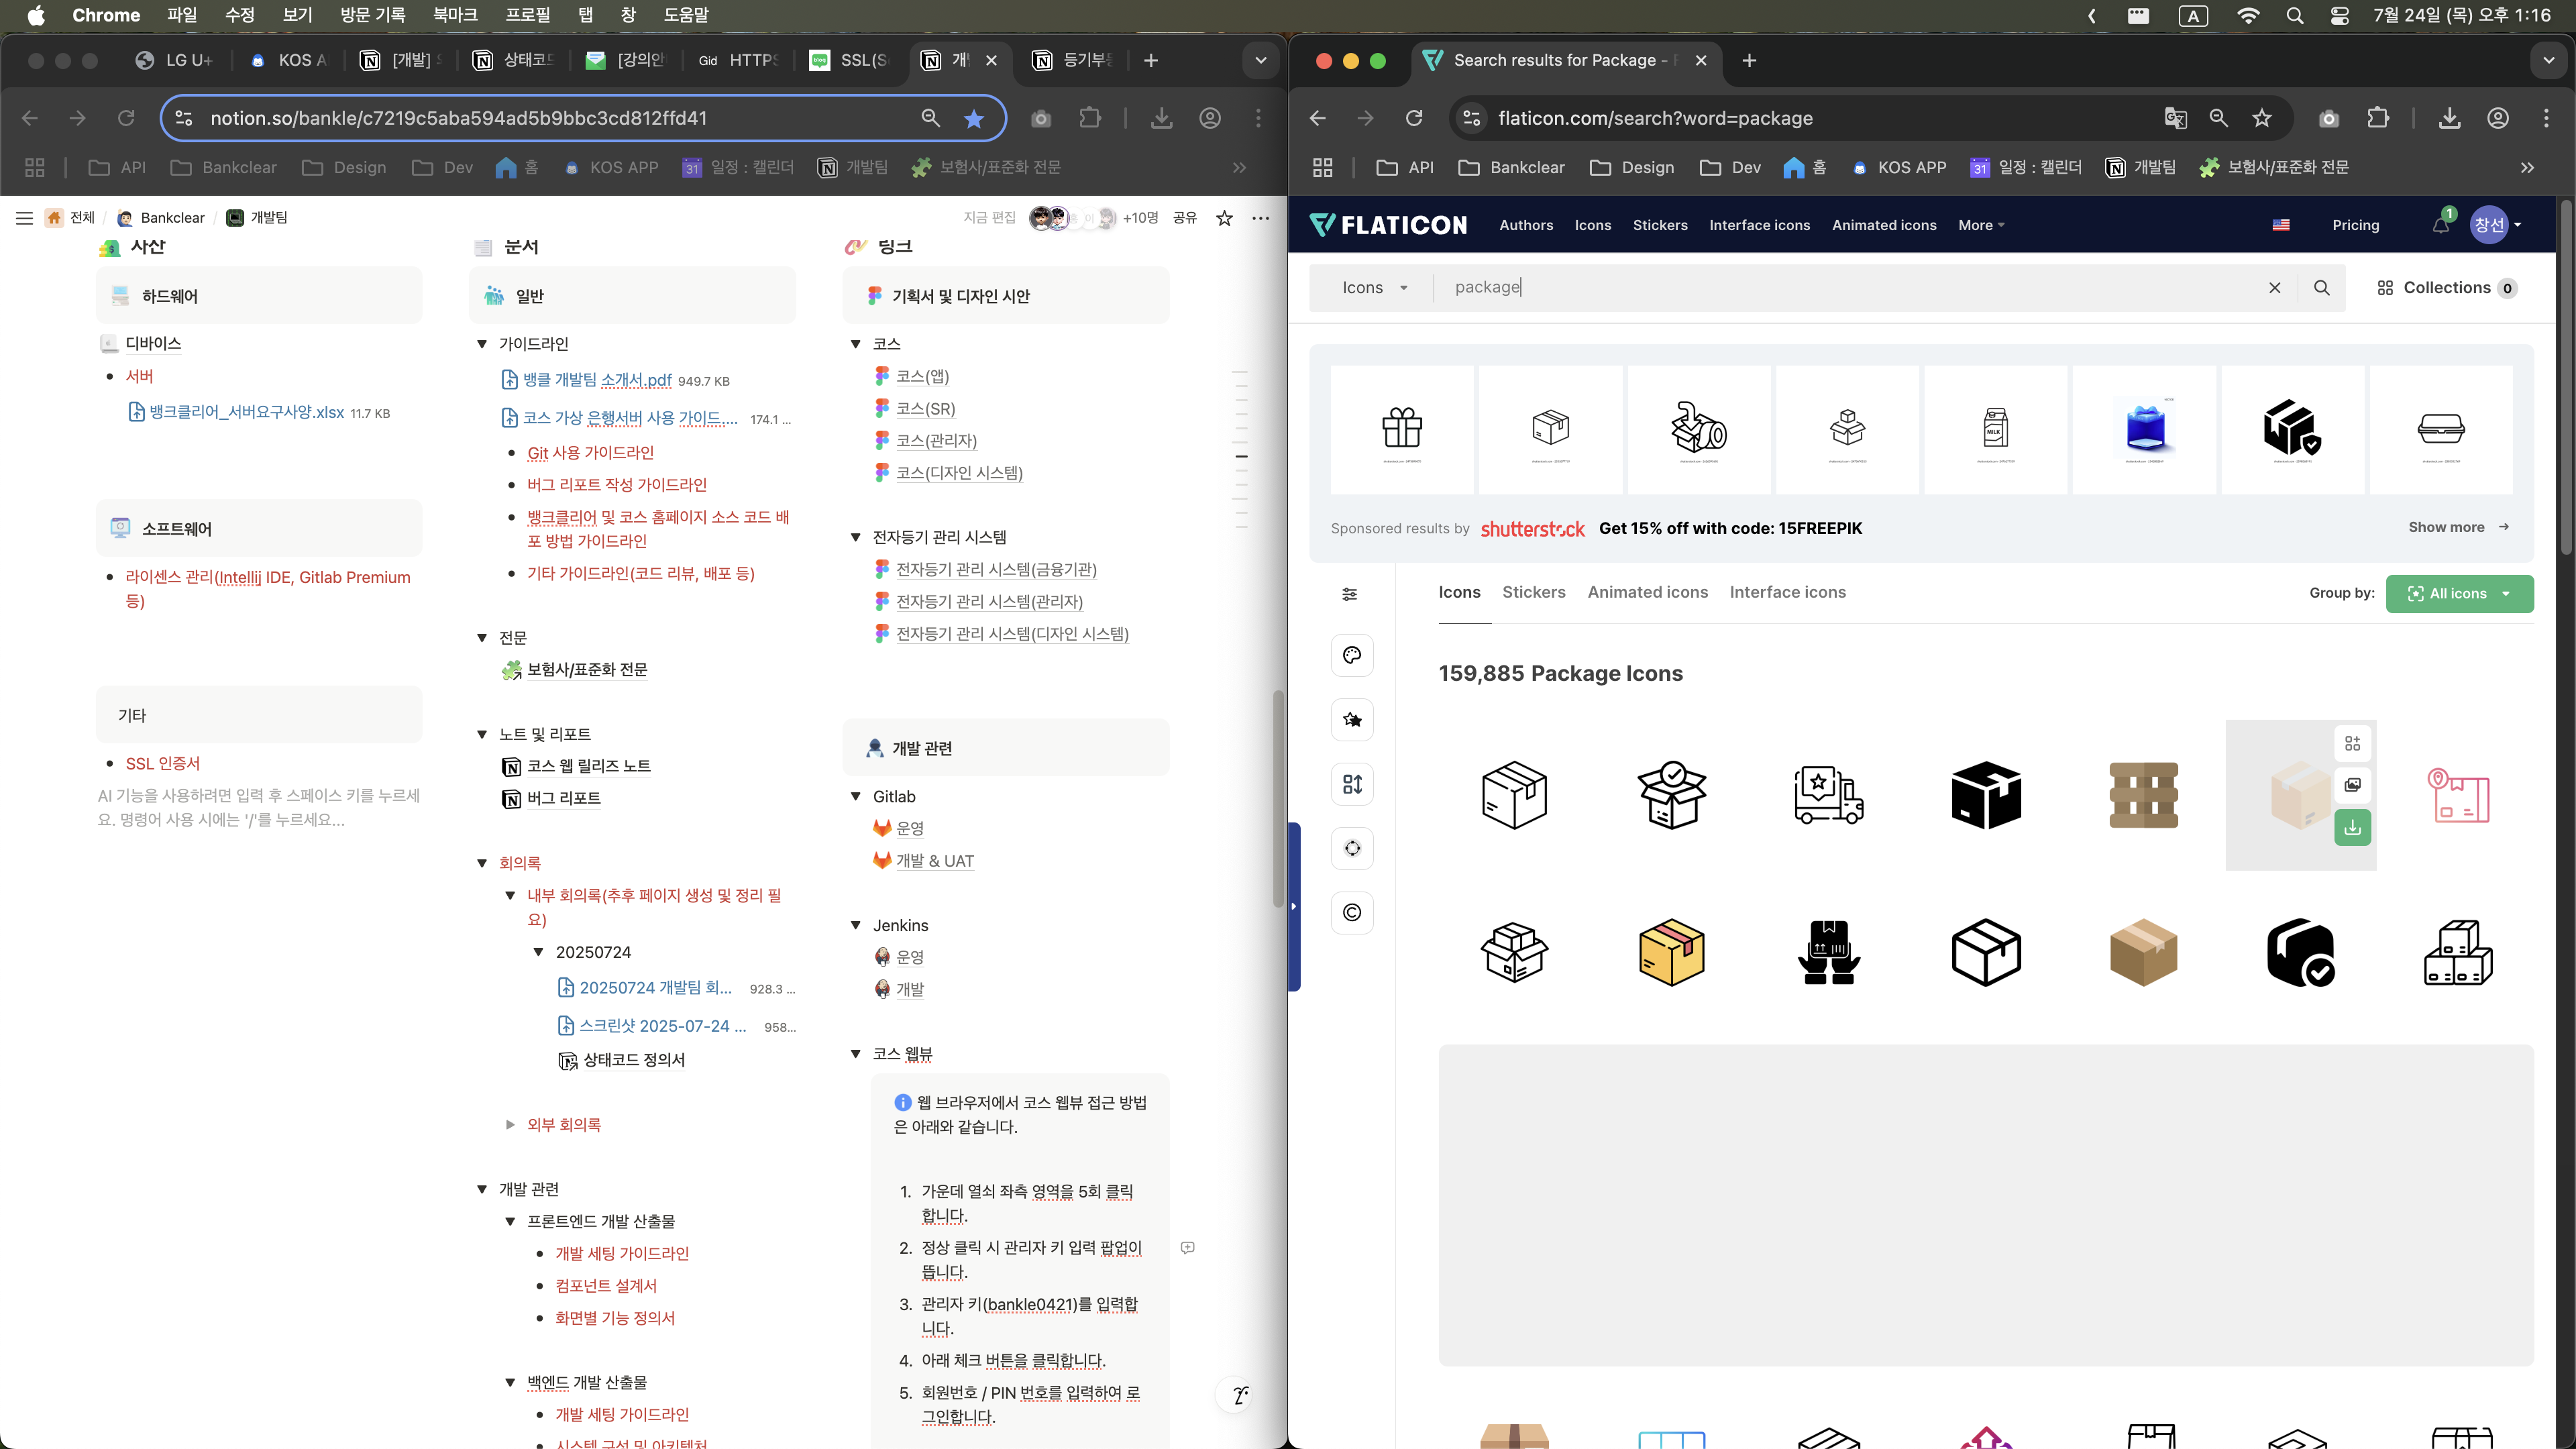 Chrome 파일 수정 보기 방문 기록 북마크 프로필 탭 창 도움말
A 7월 24일 (목) 오후 1:16
LG U+ KOS A [개발] 상태코드 [강의안 Gid HTTPS SSL(S 개 등기부
notion.so/bankle/c7219c5aba594ad5b9bbc3cd812ffd41
API Bankclear Design Dev 홈 KOS APP 31 일정 : 캘린더 개발팀 보험사/표준화 전문
전체 / Bankclear / 개발팀
지금 편집 +10명 공유
자산
하드웨어
디바이스
서버
뱅크클리어_서버요구사양.xlsx 11.7 KB
소프트웨어
라이센스 관리(Intellij IDE, Gitlab Premium
등)
기타
SSL 인증서
AI 기능을 사용하려면 입력 후 스페이스 키를 누르세
요. 명령어 사용 시에는 '/'를 누르세요...
문서
일반
가이드라인
뱅클 개발팀 소개서.pdf 949.7 KB
코스 가상 은행서버 사용 가이드.... 174.1 ...
Git 사용 가이드라인
버그 리포트 작성 가이드라인
뱅크클리어 및 코스 홈페이지 소스 코드 배
포 방법 가이드라인
기타 가이드라인(코드 리뷰, 배포 등)
전문
보험사/표준화 전문
노트 및 리포트
코스 웹 릴리즈 노트
버그 리포트
회의록
내부 회의록(추후 페이지 생성 및 정리 필
요)
20250724
20250724 개발팀 회... 928.3 ...
스크린샷 2025-07-24 ... 958...
상태코드 정의서
외부 회의록
개발 관련
프론트엔드 개발 산출물
개발 세팅 가이드라인
컴포넌트 설계서
화면별 기능 정의서
백엔드 개발 산출물
개발 세팅 가이드라인
시스템 구성 및 아키텍처
링크
기획서 및 디자인 시안
코스
코스(앱)
코스(SR)
코스(관리자)
코스(디자인 시스템)
전자등기 관리 시스템
전자등기 관리 시스템(금융기관)
전자등기 관리 시스템(관리자)
전자등기 관리 시스템(디자인 시스템)
개발 관련
Gitlab
운영
개발 & UAT
Jenkins
운영
개발
코스 웹뷰
웹 브라우저에서 코스 웹뷰 접근 방법
은 아래와 같습니다.
1. 가운데 열쇠 좌측 영역을 5회 클릭
합니다.
2. 정상 클릭 시 관리자 키 입력 팝업이
뜹니다.
3. 관리자 키(bankle0421)를 입력합
니다.
4. 아래 체크 버튼을 클릭합니다.
5. 회원번호 / PIN 번호를 입력하여 로
그인합니다.
Search results for Package - F
flaticon.com/search?word=package
API Bankclear Design Dev 홈 KOS APP 31 일정 : 캘린더 개발팀 보험사/표준화 전문
FLATICON Authors Icons Stickers Interface icons Animated icons More Pricing 1 창선
Icons package Collections 0
MILK
Sponsored results by shutterstock Get 15% off with code: 15FREEPIK Show more
Icons Stickers Animated icons Interface icons Group by: All icons
159,885 Package Icons